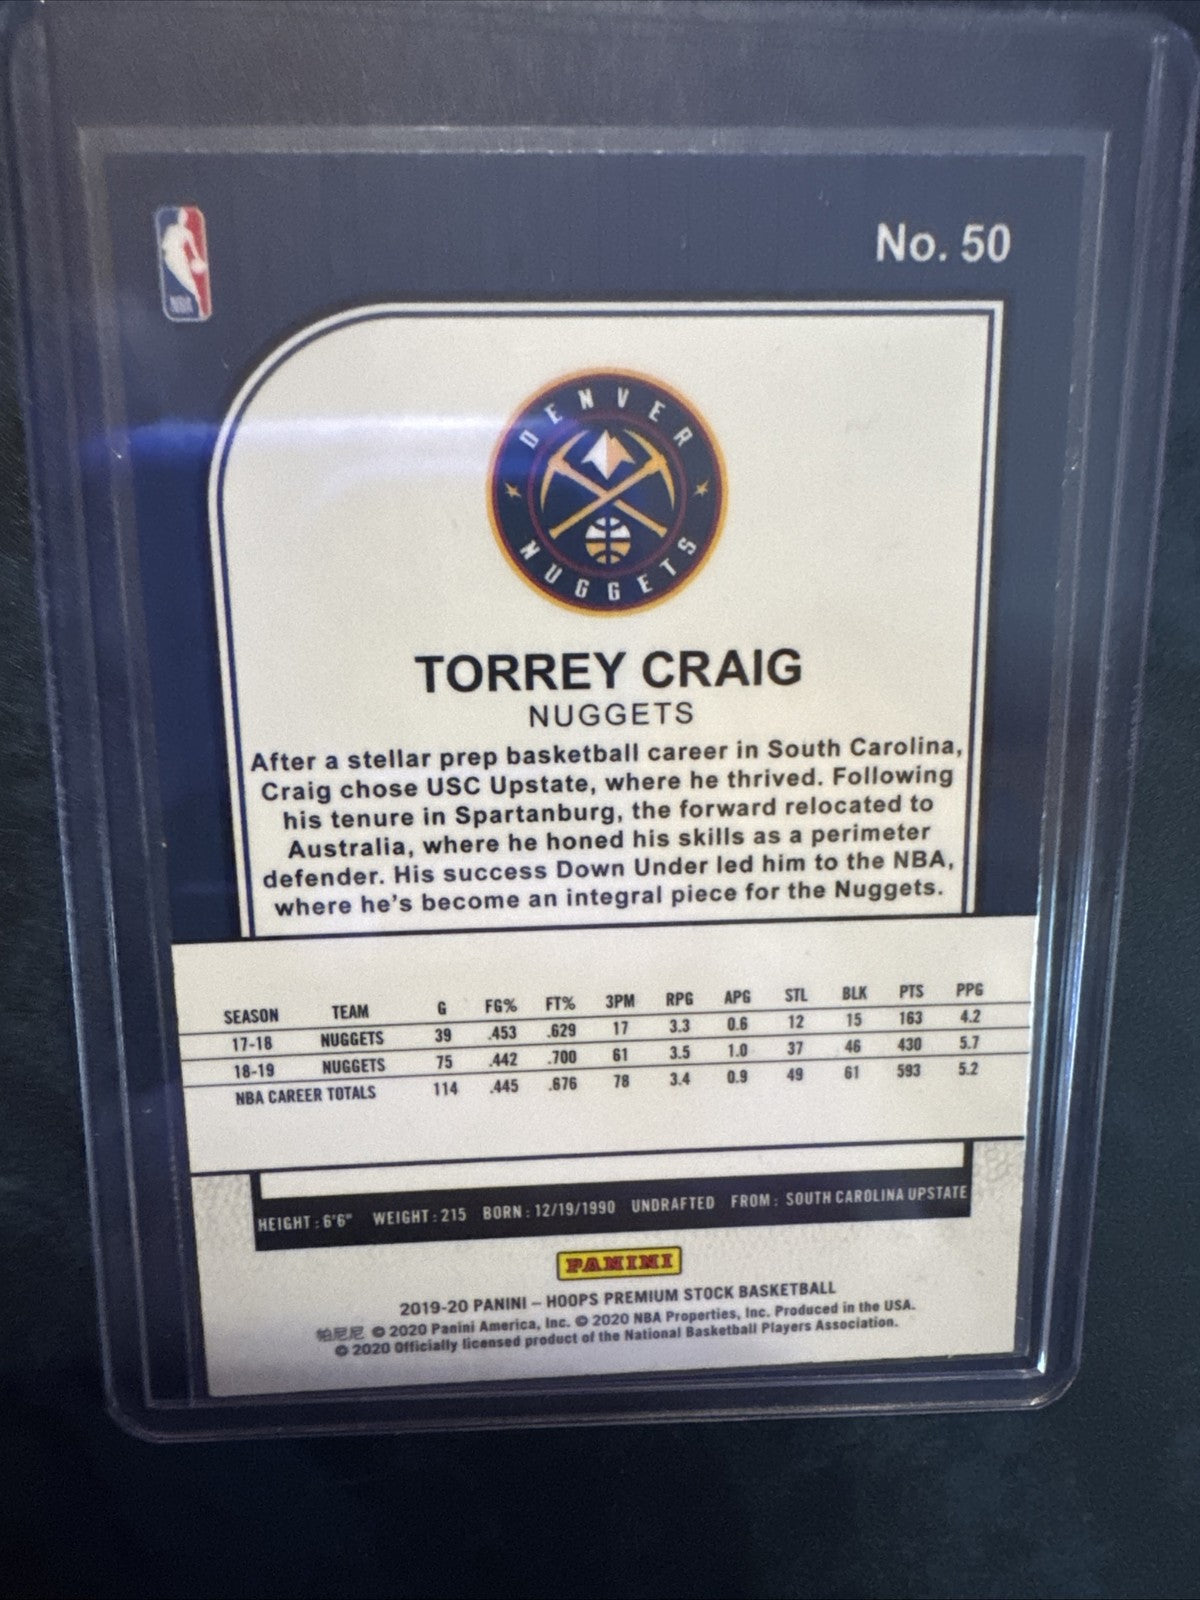 NBA
No. 50
DENVER
NUGGETS
TORREY CRAIG
NUGGETS
After a stellar prep basketball career in South Carolina,
Craig chose USC Upstate, where he thrived. Following
his tenure in Spartanburg, the forward relocated to
Australia, where he honed his skills as a perimeter
defender. His success Down Under led him to the NBA,
where he's become an integral piece for the Nuggets.
SEASON TEAM G FG% FT% 3PM RPG APG STL BLK PTS PPG
17-18 NUGGETS 39 .453 .629 17 3.3 0.6 12 15 163 4.2
18-19 NUGGETS 75 .442 .700 61 3.5 1.0 37 46 430 5.7
NBA CAREER TOTALS 114 .445 .676 78 3.4 0.9 49 61 593 5.2
HEIGHT : 6'6" WEIGHT : 215 BORN : 12/19/1990 UNDRAFTED FROM : SOUTH CAROLINA UPSTATE
PANINI
2019-20 PANINI – HOOPS PREMIUM STOCK BASKETBALL
帕尼尼 © 2020 Panini America, Inc. © 2020 NBA Properties, Inc. Produced in the USA.
© 2020 Officially licensed product of the National Basketball Players Association.